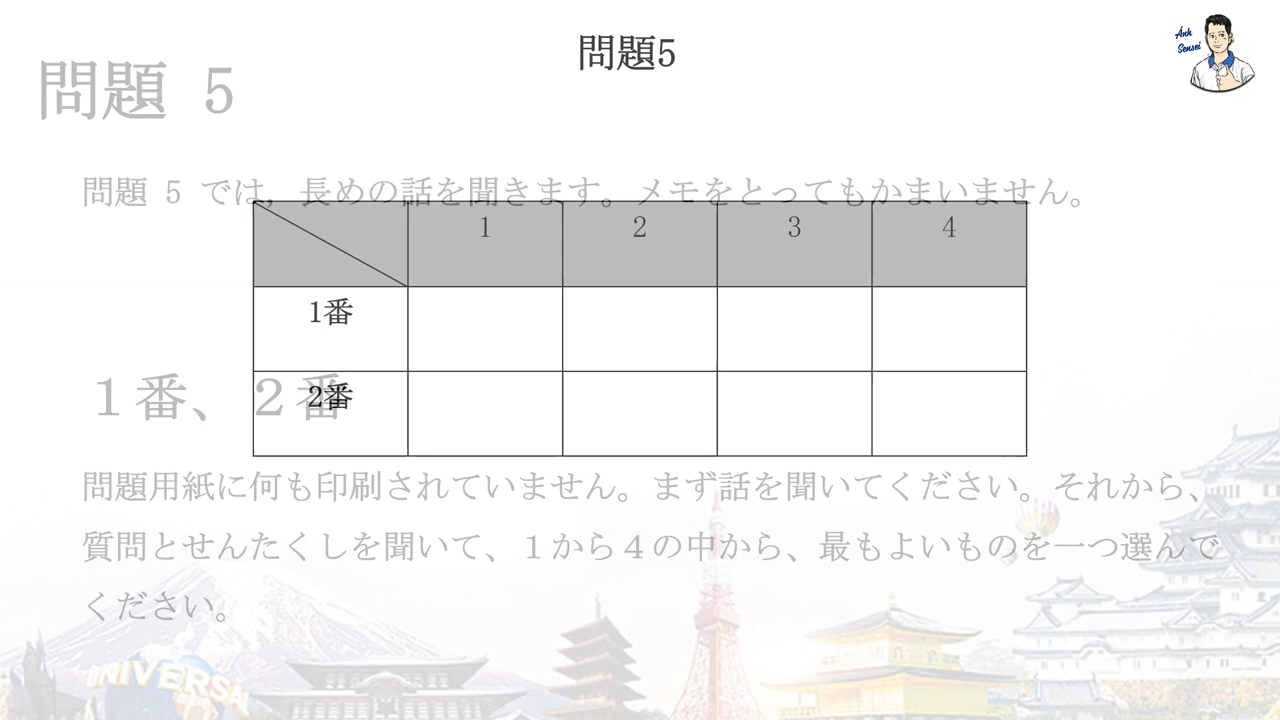 問題5
Ánh
Sensei
問題 5
問題 5 では，長めの話を聞きます。メモをとってもかまいません。
1 2 3 4
1番
2番
１番、２番
問題用紙に何も印刷されていません。まず話を聞いてください。それから、
質問とせんたくしを聞いて、１から４の中から、最もよいものを一つ選んで
ください。
UNIVERSA